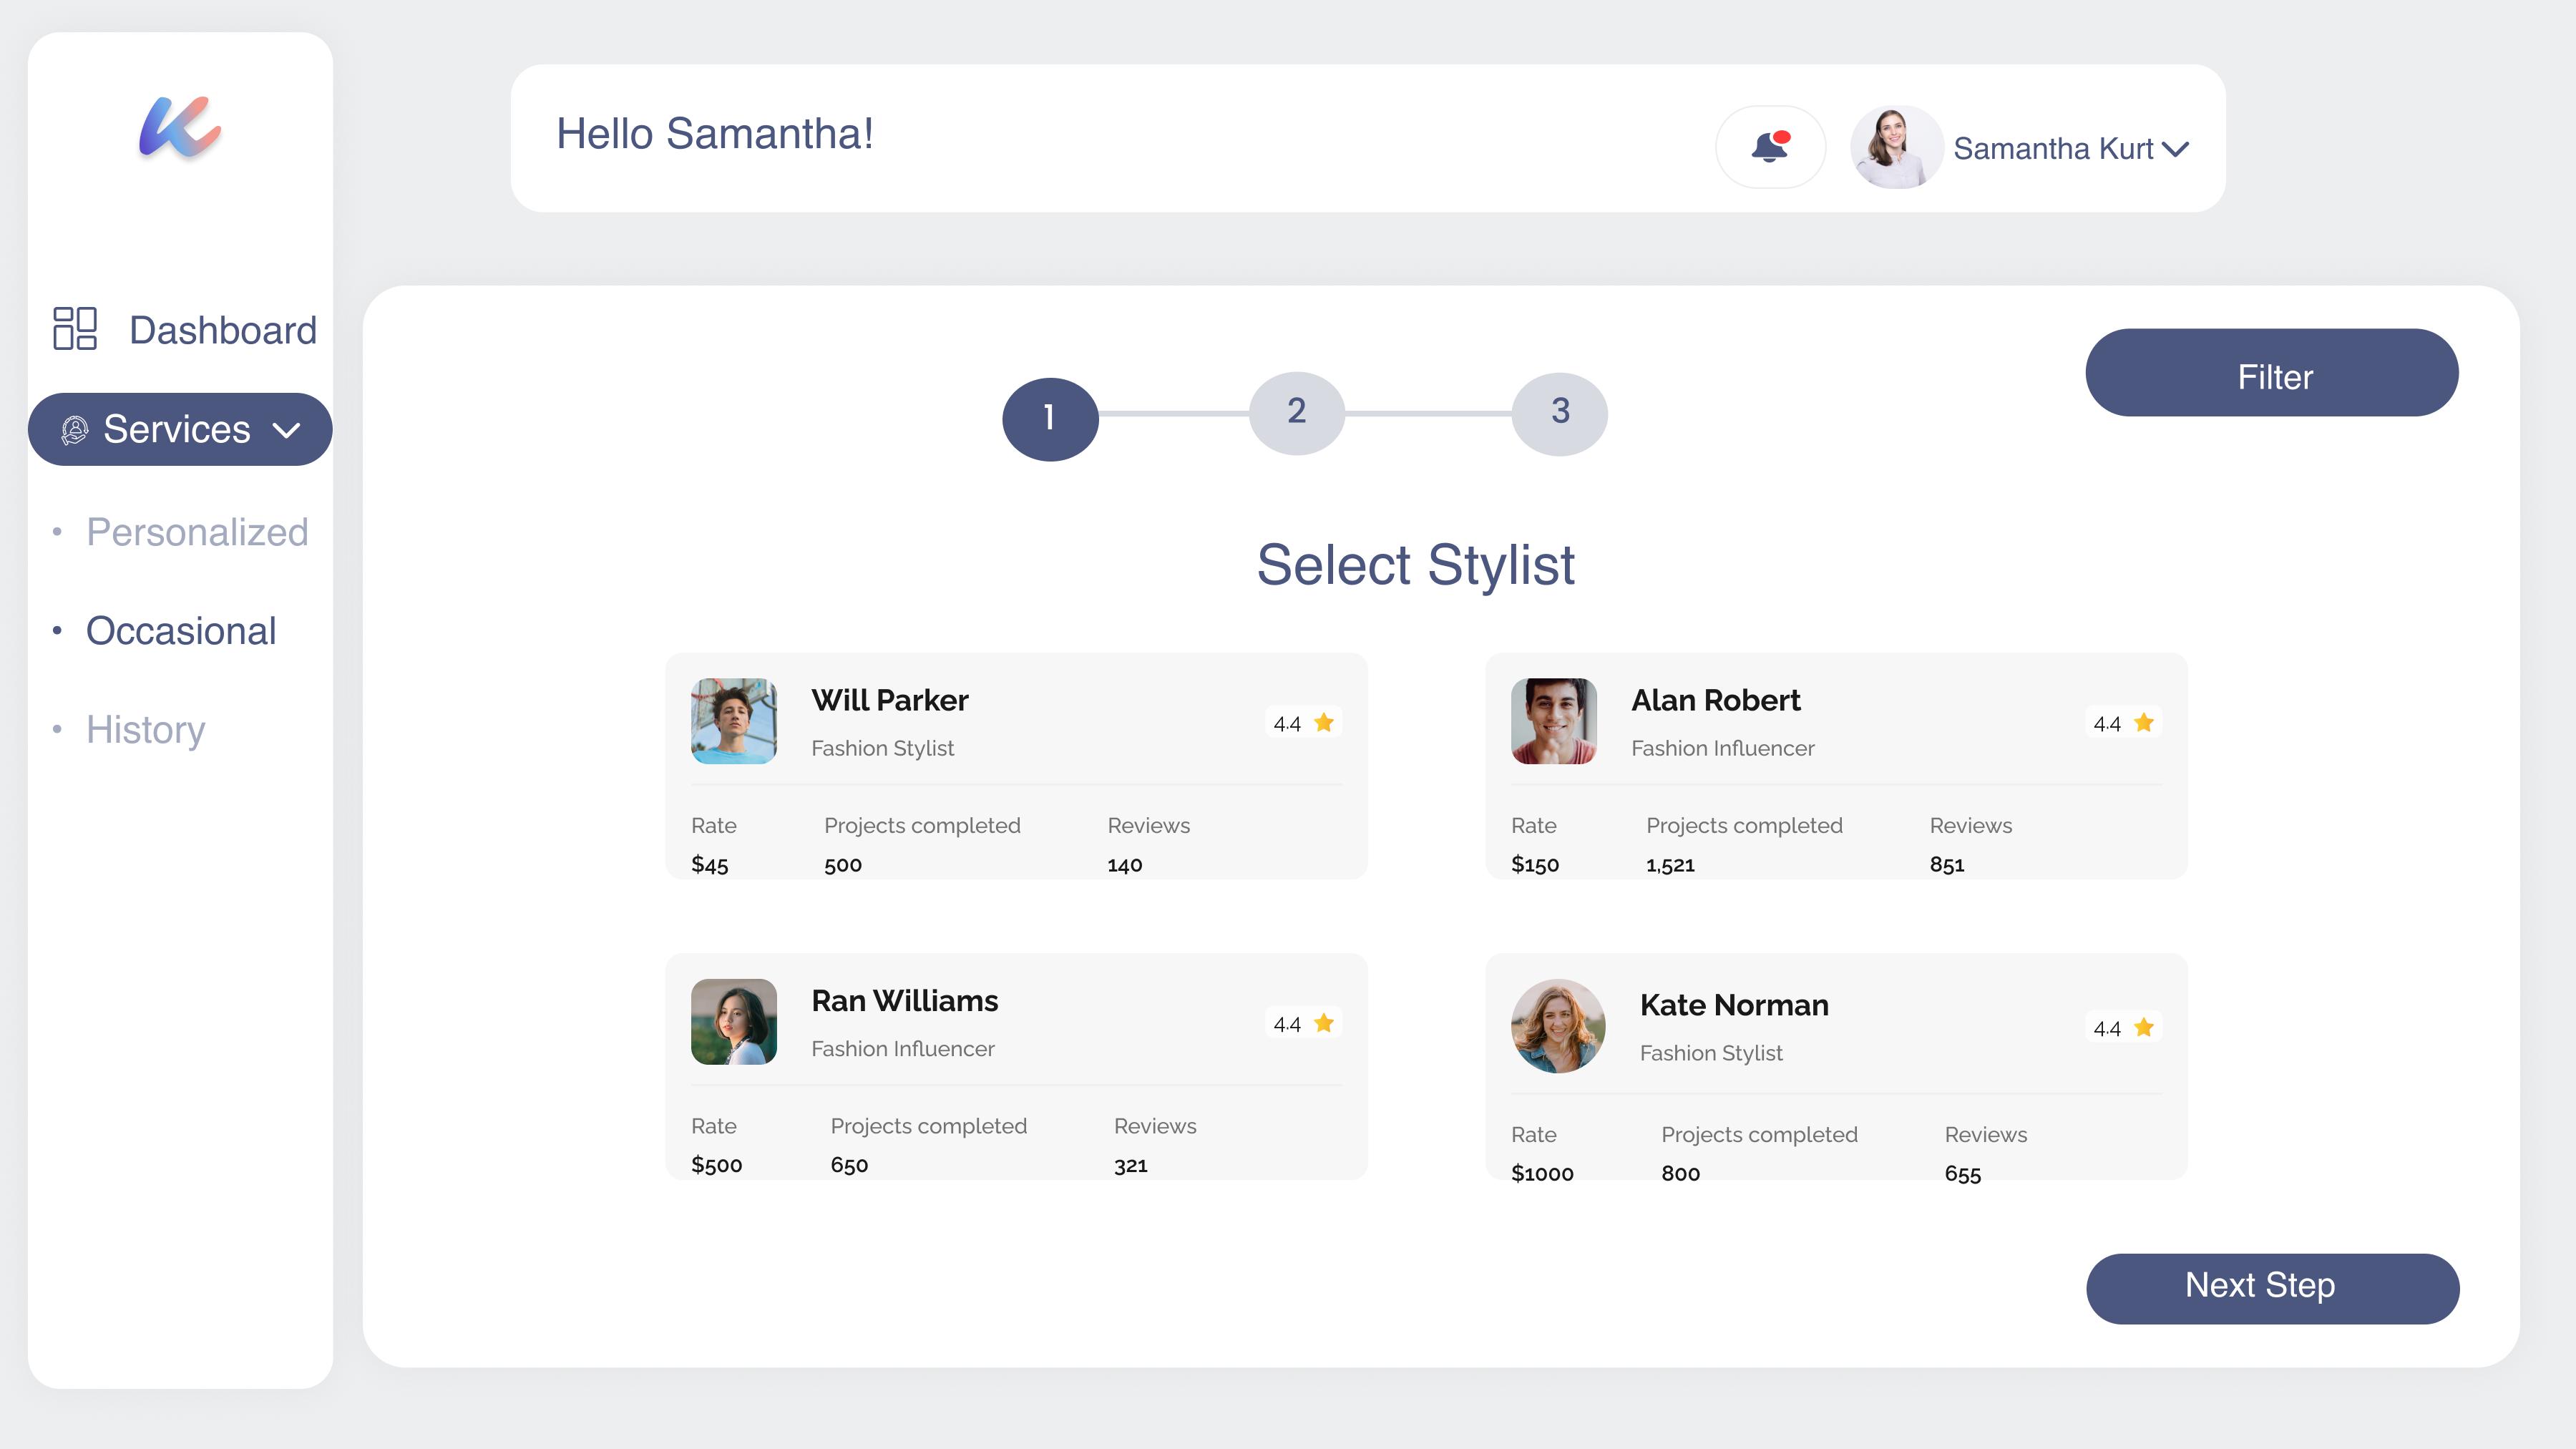 Hello Samantha!
Samantha Kurt
Dashboard
Services
• Personalized
• Occasional
• History
Filter
1
2
3
Select Stylist
Will Parker
Fashion Stylist
4.4
Rate Projects completed Reviews
$45 500 140
Alan Robert
Fashion Influencer
4.4
Rate Projects completed Reviews
$150 1,521 851
Ran Williams
Fashion Influencer
4.4
Rate Projects completed Reviews
$500 650 321
Kate Norman
Fashion Stylist
4.4
Rate Projects completed Reviews
$1000 800 655
Next Step